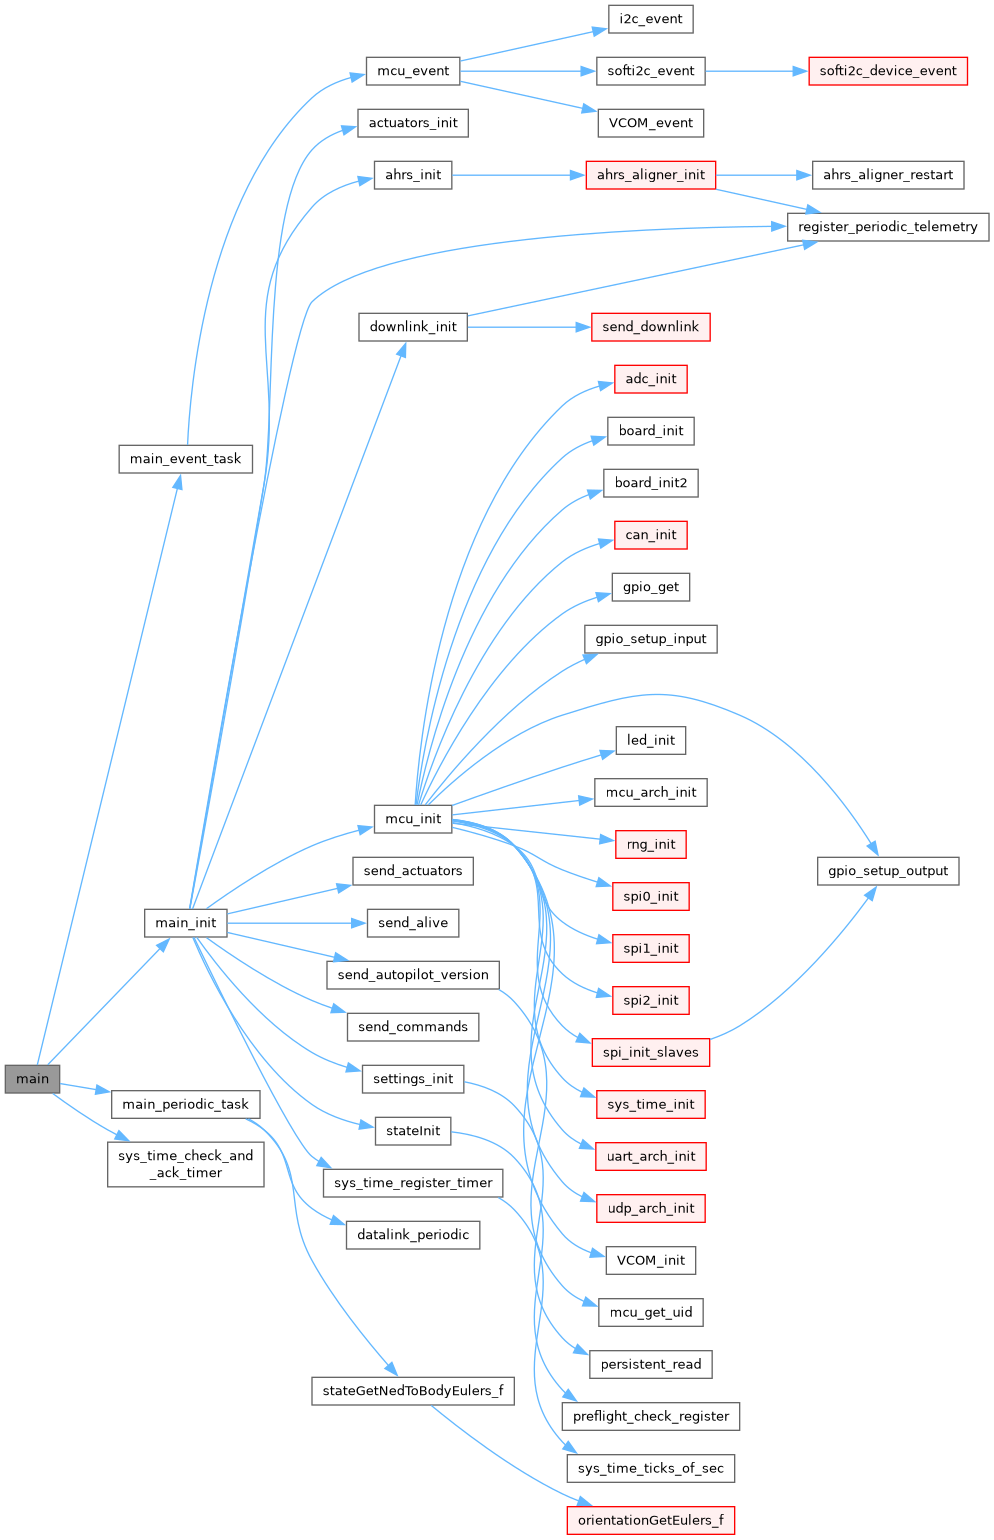 i2c_event
mcu_event
softi2c_event
softi2c_device_event
VCOM_event
actuators_init
ahrs_init
ahrs_aligner_init
ahrs_aligner_restart
register_periodic_telemetry
downlink_init
send_downlink
adc_init
board_init
main_event_task
board_init2
can_init
gpio_get
gpio_setup_input
led_init
mcu_arch_init
mcu_init
rng_init
send_actuators
gpio_setup_output
spi0_init
main_init
send_alive
spi1_init
send_autopilot_version
spi2_init
send_commands
spi_init_slaves
main
settings_init
main_periodic_task
sys_time_init
stateInit
sys_time_check_and
_ack_timer
uart_arch_init
sys_time_register_timer
udp_arch_init
datalink_periodic
VCOM_init
mcu_get_uid
persistent_read
stateGetNedToBodyEulers_f
preflight_check_register
sys_time_ticks_of_sec
orientationGetEulers_f